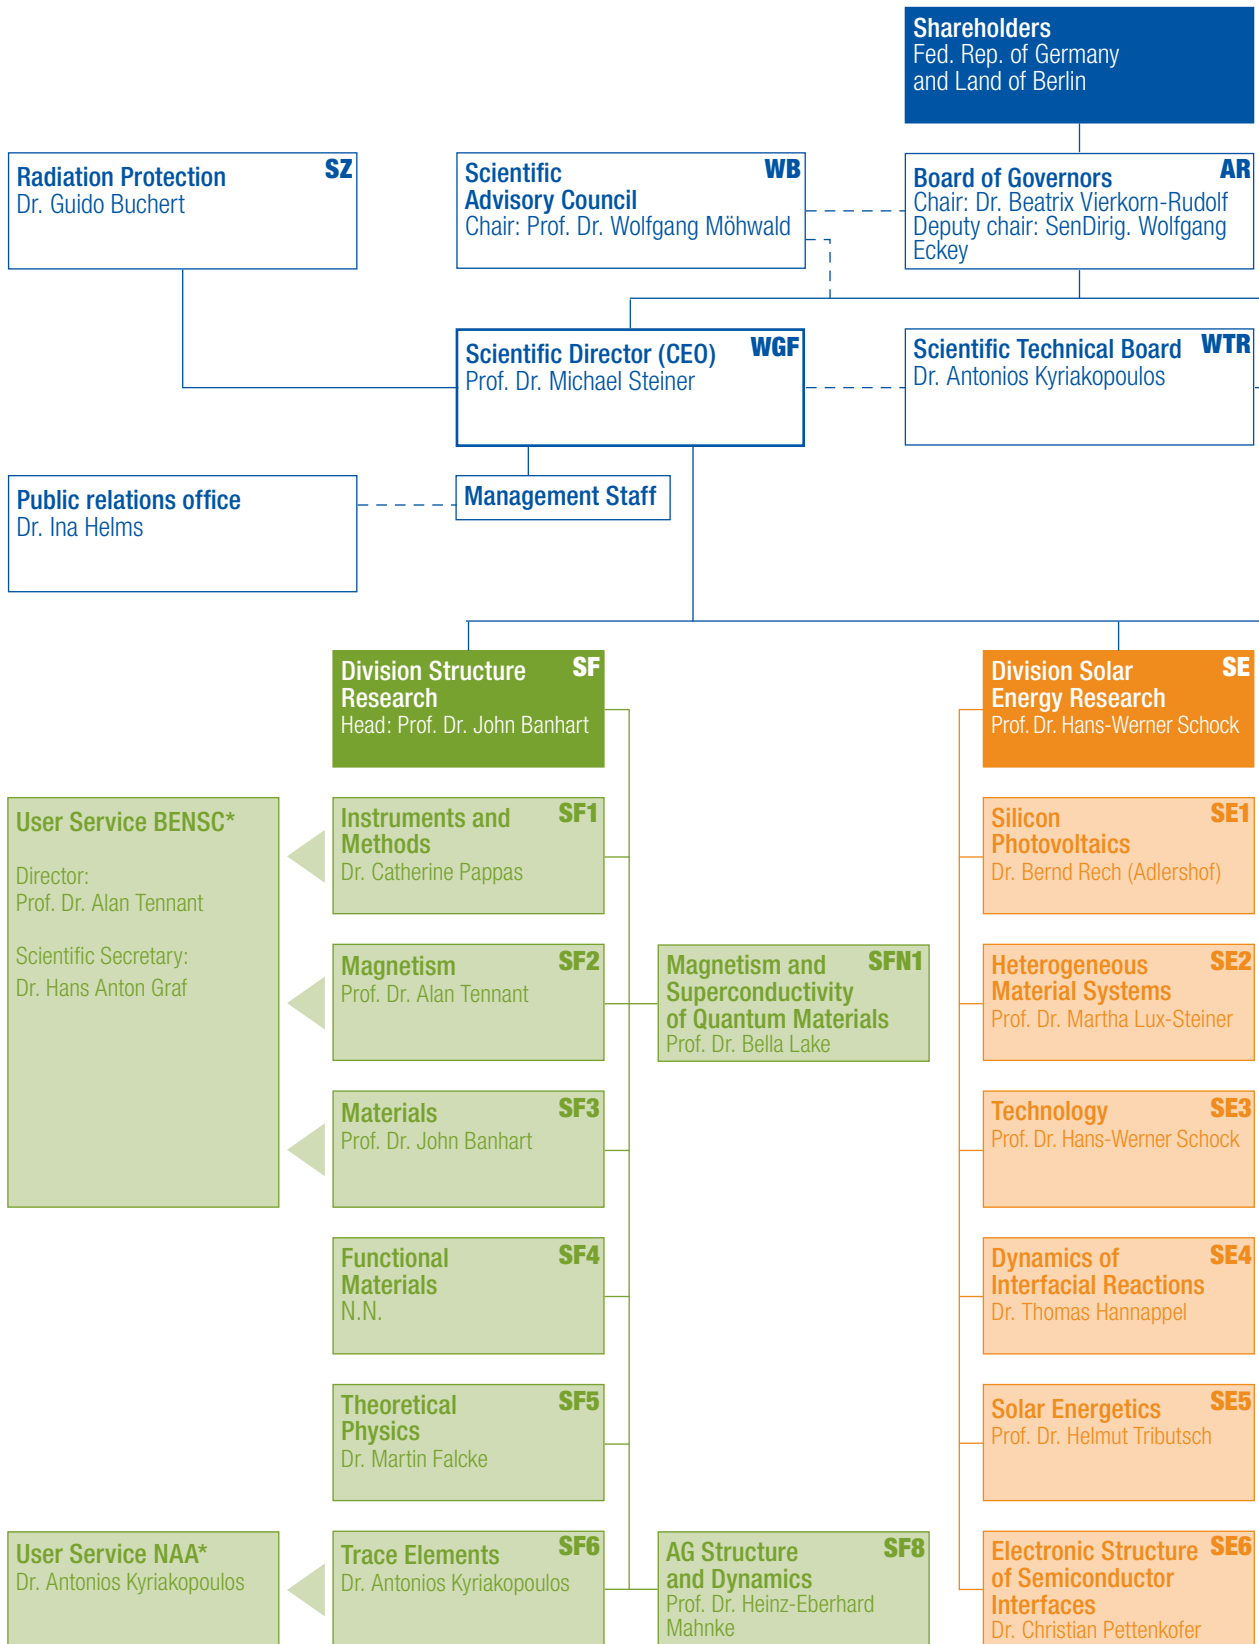 Shareholders
Fed. Rep. of Germany
and Land of Berlin
Radiation Protection SZ
Dr. Guido Buchert
Scientific WB
Advisory Council
Chair: Prof. Dr. Wolfgang Möhwald
Board of Governors AR
Chair: Dr. Beatrix Vierkorn-Rudolf
Deputy chair: SenDirig. Wolfgang
Eckey
Scientific Director (CEO) WGF
Prof. Dr. Michael Steiner
Scientific Technical Board WTR
Dr. Antonios Kyriakopoulos
Public relations office
Dr. Ina Helms
Management Staff
Division Structure SF
Research
Head: Prof. Dr. John Banhart
Division Solar SE
Energy Research
Prof. Dr. Hans-Werner Schock
User Service BENSC*
Director:
Prof. Dr. Alan Tennant
Scientific Secretary:
Dr. Hans Anton Graf
Instruments and SF1
Methods
Dr. Catherine Pappas
Silicon SE1
Photovoltaics
Dr. Bernd Rech (Adlershof)
Magnetism SF2
Prof. Dr. Alan Tennant
Magnetism and SFN1
Superconductivity
of Quantum Materials
Prof. Dr. Bella Lake
Heterogeneous SE2
Material Systems
Prof. Dr. Martha Lux-Steiner
Materials SF3
Prof. Dr. John Banhart
Technology SE3
Prof. Dr. Hans-Werner Schock
Functional SF4
Materials
N.N.
Dynamics of SE4
Interfacial Reactions
Dr. Thomas Hannappel
Theoretical SF5
Physics
Dr. Martin Falcke
Solar Energetics SE5
Prof. Dr. Helmut Tributsch
User Service NAA*
Dr. Antonios Kyriakopoulos
Trace Elements SF6
Dr. Antonios Kyriakopoulos
AG Structure SF8
and Dynamics
Prof. Dr. Heinz-Eberhard
Mahnke
Electronic Structure SE6
of Semiconductor
Interfaces
Dr. Christian Pettenkofer